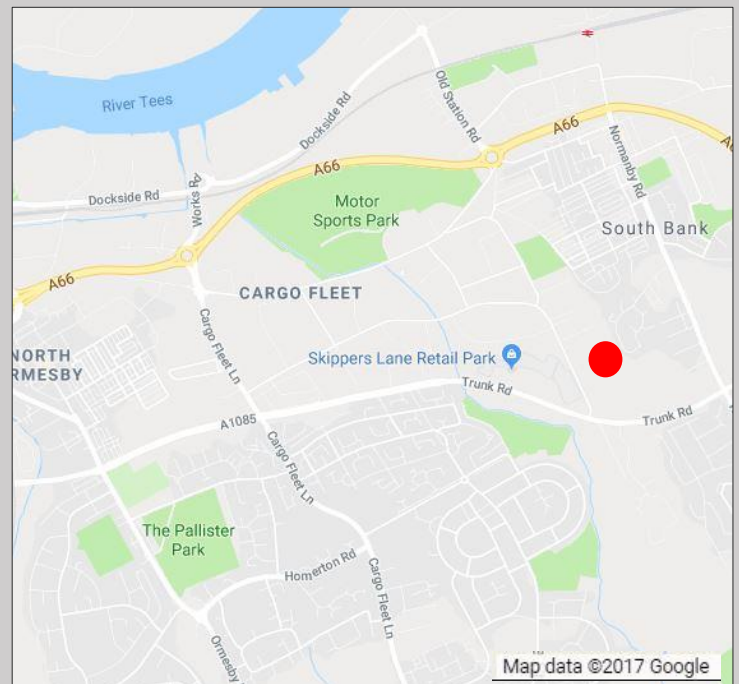 River Tees
Dockside Rd
Old Station Rd
A66
Normanby Rd
A66
Dockside Rd
Works Rd
Motor
Sports Park
South Bank
A66
CARGO FLEET
NORTH
RMESBY
Cargo Fleet Ln
Skippers Lane Retail Park
Trunk Rd
Trunk Rd
A1085
Cargo Fleet Ln
The Pallister
Park
Homerton Rd
Cargo Fleet Ln
Ormesby
Map data ©2017 Google